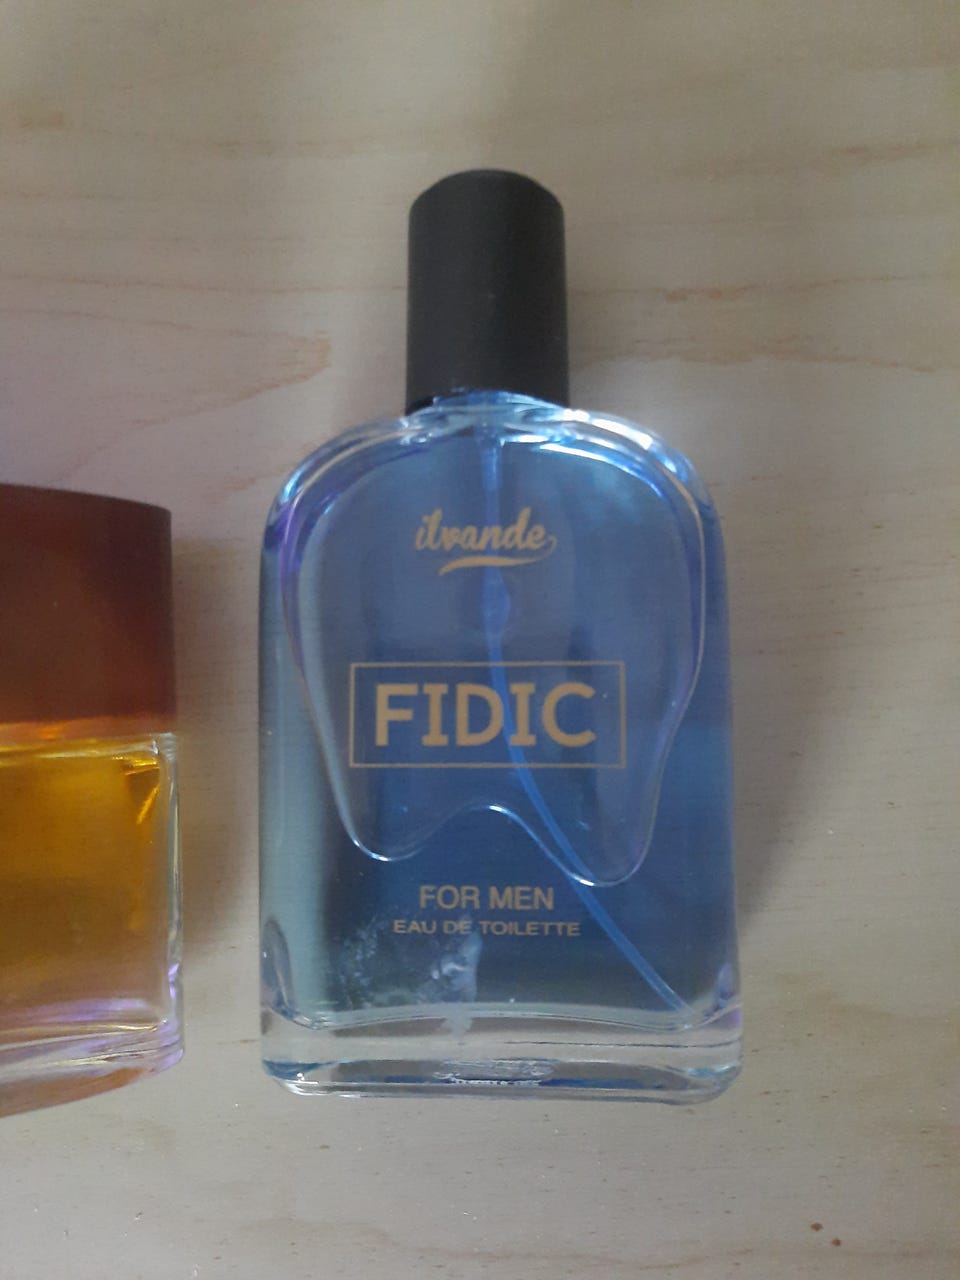 ilvande
FIDIC
FOR MEN
EAU DE TOILETTE